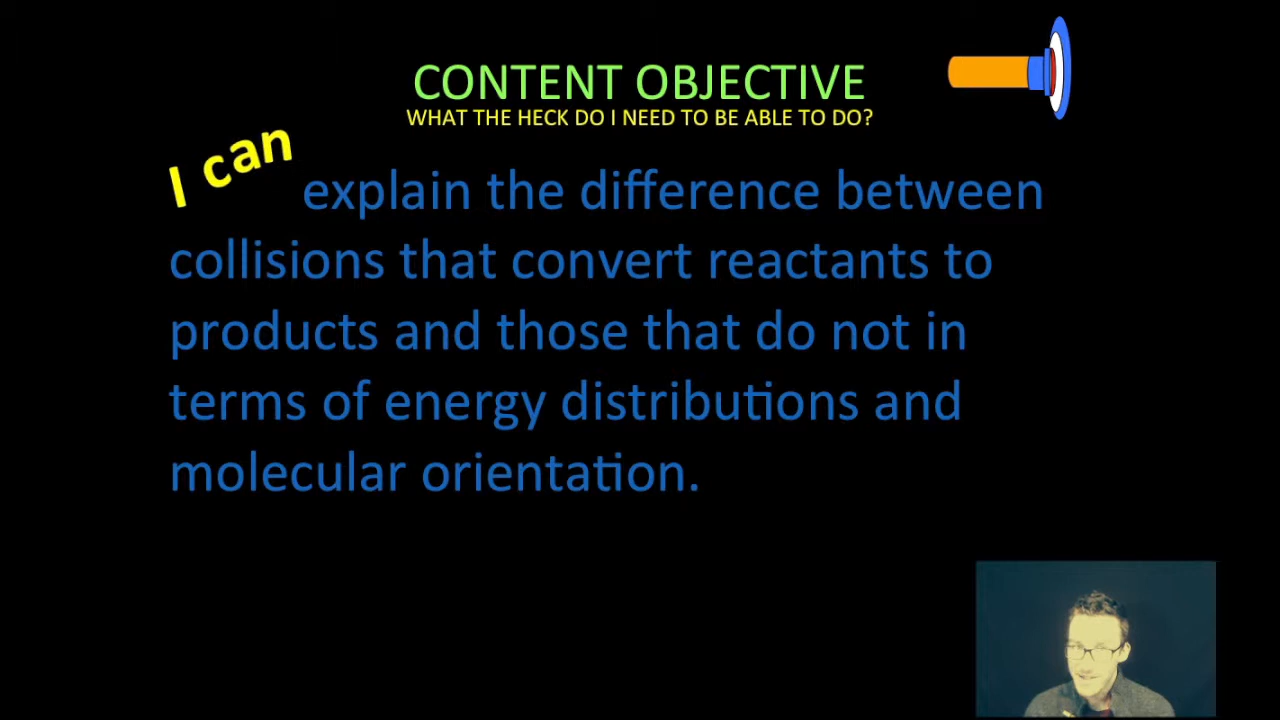 CONTENT OBJECTIVE
WHAT THE HECK DO I NEED TO BE ABLE TO DO?
I can explain the difference between
collisions that convert reactants to
products and those that do not in
terms of energy distributions and
molecular orientation.